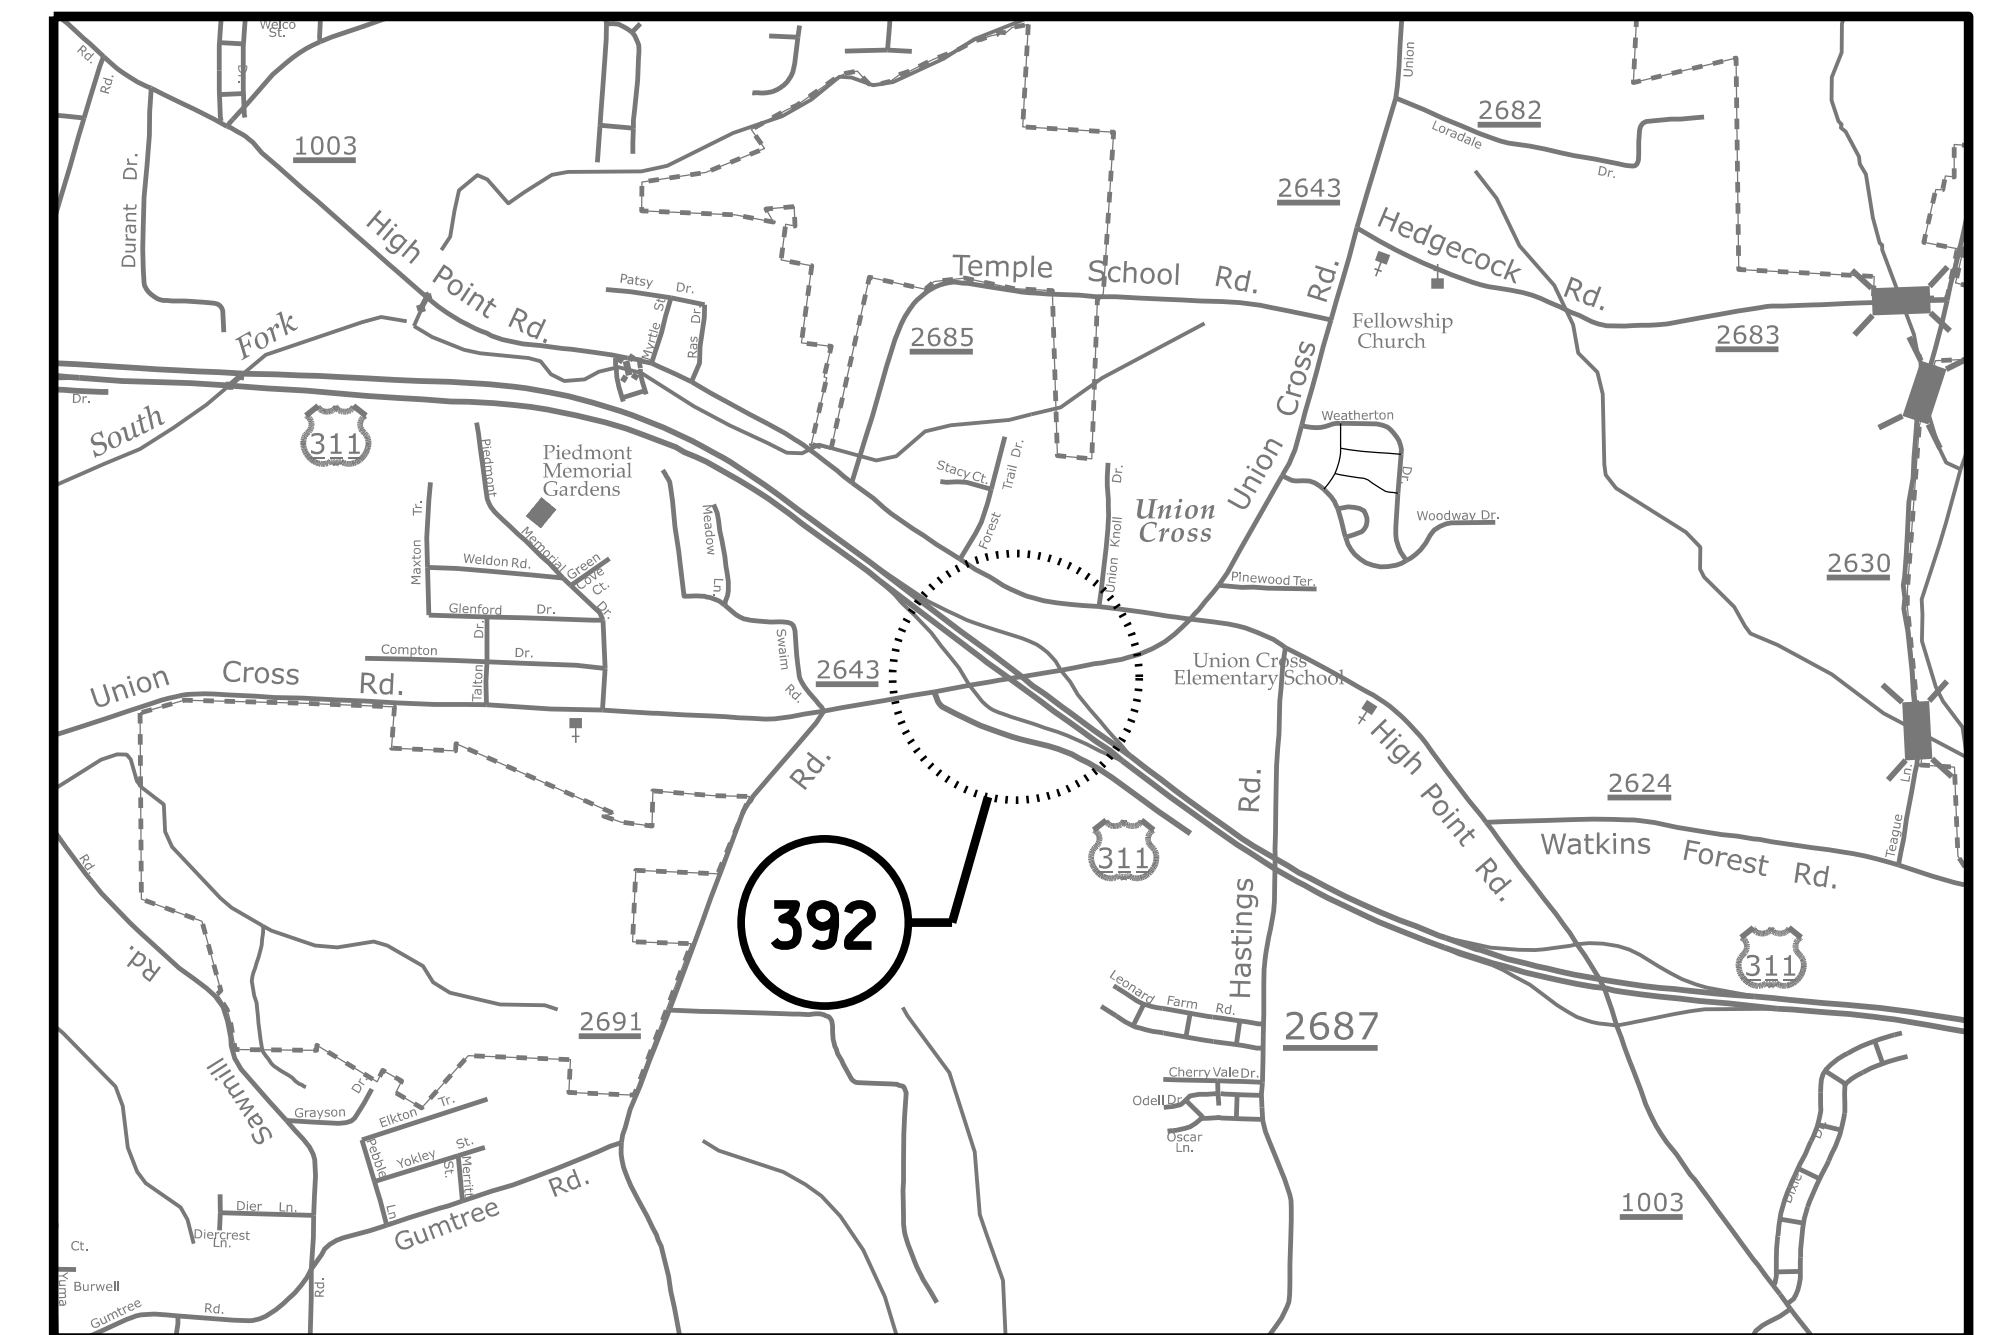 Welco
St.
Rd.
Rd.
Dr.
1003
Union
2682
Loradale
Dr.
Durant Dr.
2643
Hedgecock Rd.
High Point Rd.
Temple School Rd.
Patsy Dr.
Myrtle St.
Ras Dr.
2685
Fellowship
Church
2683
South Fork
Dr.
311
Piedmont
Memorial
Gardens
Piedmont
Memorial
Dr.
Maxton Tr.
Weldon Rd.
Green
Cove
Ct.
Glenford Dr.
Compton Dr.
Talton Dr.
Meadow Ln.
Swaim Rd.
Stacy Ct.
Forest Trail Dr.
Union Knoll Dr.
Union
Cross
Union Cross Rd.
Weatherton
Dr.
Woodway Dr.
Pinewood Ter.
2630
Union Cross Rd.
2643
Union Cross
Elementary School
High Point Rd.
Rd.
311
Hastings Rd.
2624
Watkins Forest Rd.
Teague Ln.
392
311
Rd.
Rd.
Sawmill
2691
Leonard Farm Rd.
2687
Cherry Vale Dr.
Odell Dr.
Oscar
Ln.
Grayson Dr.
Elkton Tr.
Pebble Ln.
Yokley St.
Merritt
St.
Gumtree Rd.
Dier Ln.
Diercrest
Ln.
Ct.
Yuma
Burwell
Gumtree Rd.
Rd.
1003
Dixie Dr.